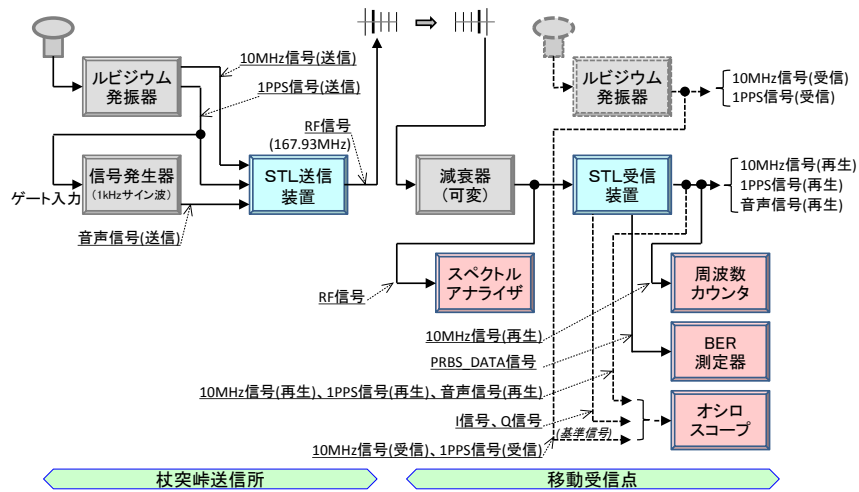 10MHz信号(送信)
1PPS信号(送信)
ルビジウム
発振器
RF信号
(167.93MHz)
ルビジウム
発振器
10MHz信号(受信)
1PPS信号(受信)
信号発生器
(1kHzサイン波)
ゲート入力
音声信号(送信)
STL送信
装置
減衰器
(可変)
STL受信
装置
10MHz信号(再生)
1PPS信号(再生)
音声信号(再生)
スペクトル
アナライザ
RF信号
周波数
カウンタ
10MHz信号(再生)
PRBS_DATA信号
BER
測定器
10MHz信号(再生)、1PPS信号(再生)、音声信号(再生)
I信号、Q信号
(基準信号)
オシロ
スコープ
10MHz信号(受信)、1PPS信号(受信)
杖突峠送信所
移動受信点